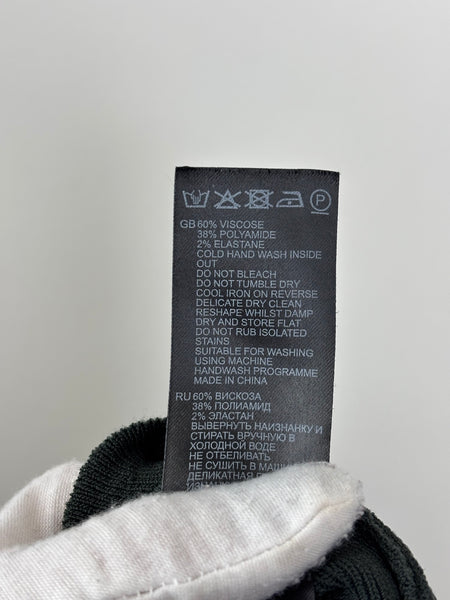 P
GB 60% VISCOSE
38% POLYAMIDE
2% ELASTANE
COLD HAND WASH INSIDE
OUT
DO NOT BLEACH
DO NOT TUMBLE DRY
COOL IRON ON REVERSE
DELICATE DRY CLEAN
RESHAPE WHILST DAMP
DRY AND STORE FLAT
DO NOT RUB ISOLATED
STAINS
SUITABLE FOR WASHING
USING MACHINE
HANDWASH PROGRAMME
MADE IN CHINA
RU 60% ВИСКОЗА
38% ПОЛИАМИД
2% ЭЛАСТАН
ВЫВЕРНУТЬ НАИЗНАНКУ И
СТИРАТЬ ВРУЧНУЮ В
ХОЛОДНОЙ ВОДЕ
НЕ ОТБЕЛИВАТЬ
НЕ СУШИТЬ В
ДЕЛИКАТНАЯ